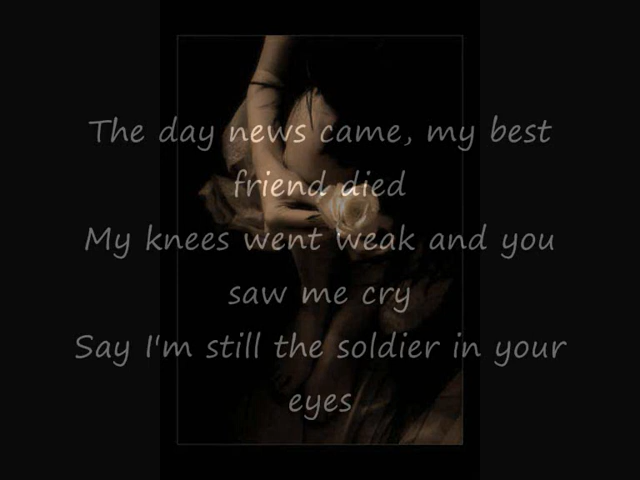 The day news came, my best
friend died
My knees went weak and you
saw me cry
Say I'm still the soldier in your
eyes